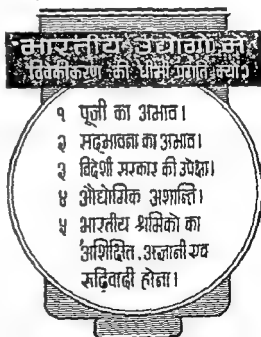 भारतीय उद्योगो में
विवेकीकरण की धीमी प्रगति क्यो?
१ पूजी का अभाव।
२ सद्भावना का अभाव।
३ विदेशी सरकार की उपेक्षा।
४ औद्योगिक अशान्ति।
५ भारतीय श्रमिको का
अशिक्षित, अज्ञानी एव
रूढ़िवादी होना।